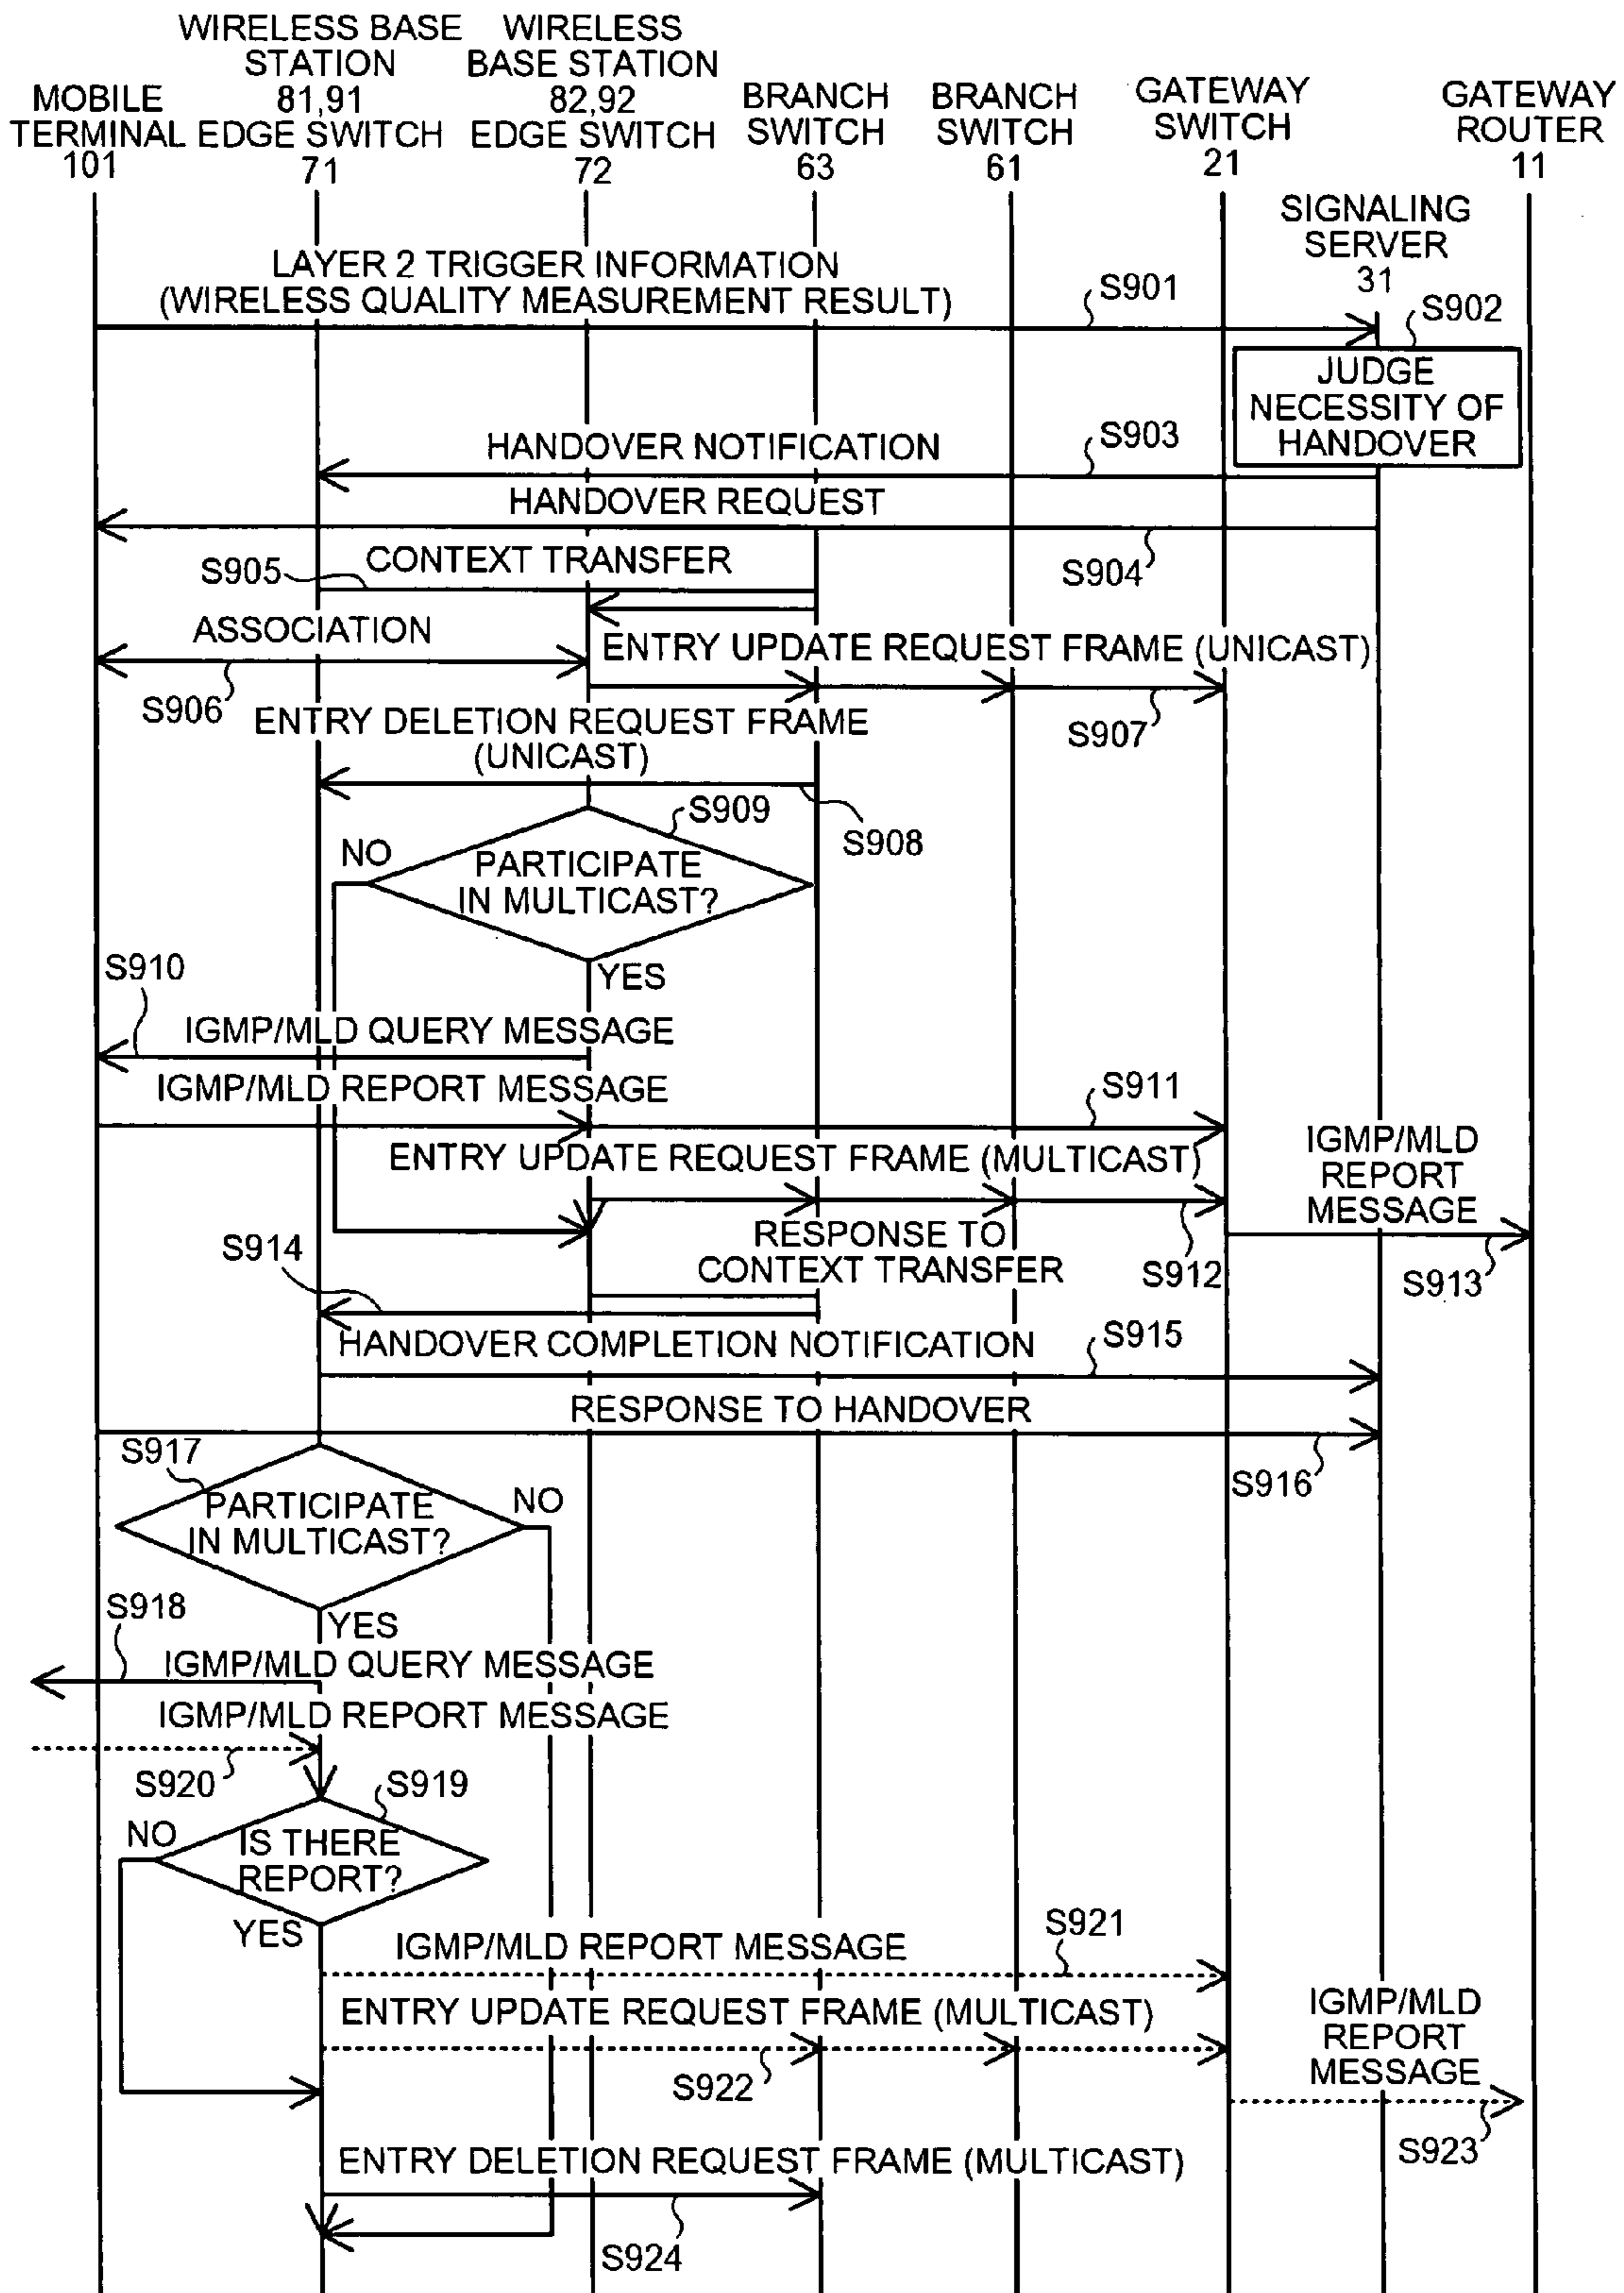 WIRELESS BASE
STATION
81,91
EDGE SWITCH
71
WIRELESS
BASE STATION
82,92
EDGE SWITCH
72
MOBILE
TERMINAL
101
BRANCH
SWITCH
63
BRANCH
SWITCH
61
GATEWAY
SWITCH
21
GATEWAY
ROUTER
11
SIGNALING
SERVER
31
LAYER 2 TRIGGER INFORMATION
(WIRELESS QUALITY MEASUREMENT RESULT)
S901
S902
JUDGE
NECESSITY OF
HANDOVER
HANDOVER NOTIFICATION
S903
HANDOVER REQUEST
S904
CONTEXT TRANSFER
S905
ASSOCIATION
S906
ENTRY UPDATE REQUEST FRAME (UNICAST)
S907
ENTRY DELETION REQUEST FRAME
(UNICAST)
S908
S909
NO
PARTICIPATE
IN MULTICAST?
YES
S910
IGMP/MLD QUERY MESSAGE
IGMP/MLD REPORT MESSAGE
S911
ENTRY UPDATE REQUEST FRAME (MULTICAST)
S912
IGMP/MLD
REPORT
MESSAGE
S913
RESPONSE TO
CONTEXT TRANSFER
S914
HANDOVER COMPLETION NOTIFICATION
S915
RESPONSE TO HANDOVER
S916
S917
PARTICIPATE
IN MULTICAST?
NO
YES
S918
IGMP/MLD QUERY MESSAGE
IGMP/MLD REPORT MESSAGE
S920
S919
NO
IS THERE
REPORT?
YES
IGMP/MLD REPORT MESSAGE
S921
ENTRY UPDATE REQUEST FRAME (MULTICAST)
S922
IGMP/MLD
REPORT
MESSAGE
S923
ENTRY DELETION REQUEST FRAME (MULTICAST)
S924